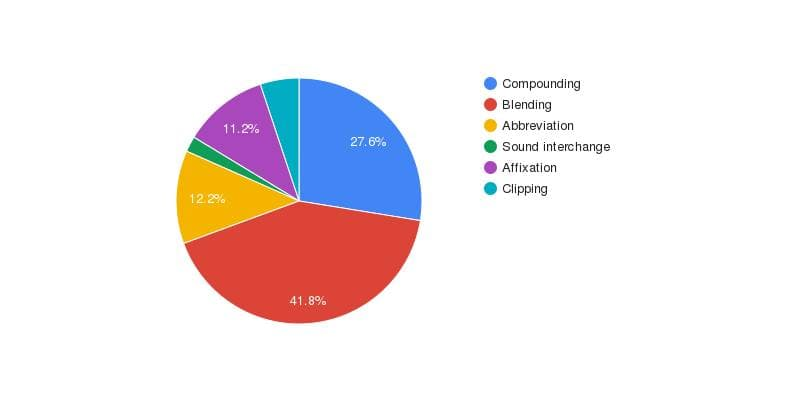 27.6%
11.2%
12.2%
41.8%
Compounding
Blending
Abbreviation
Sound interchange
Affixation
Clipping